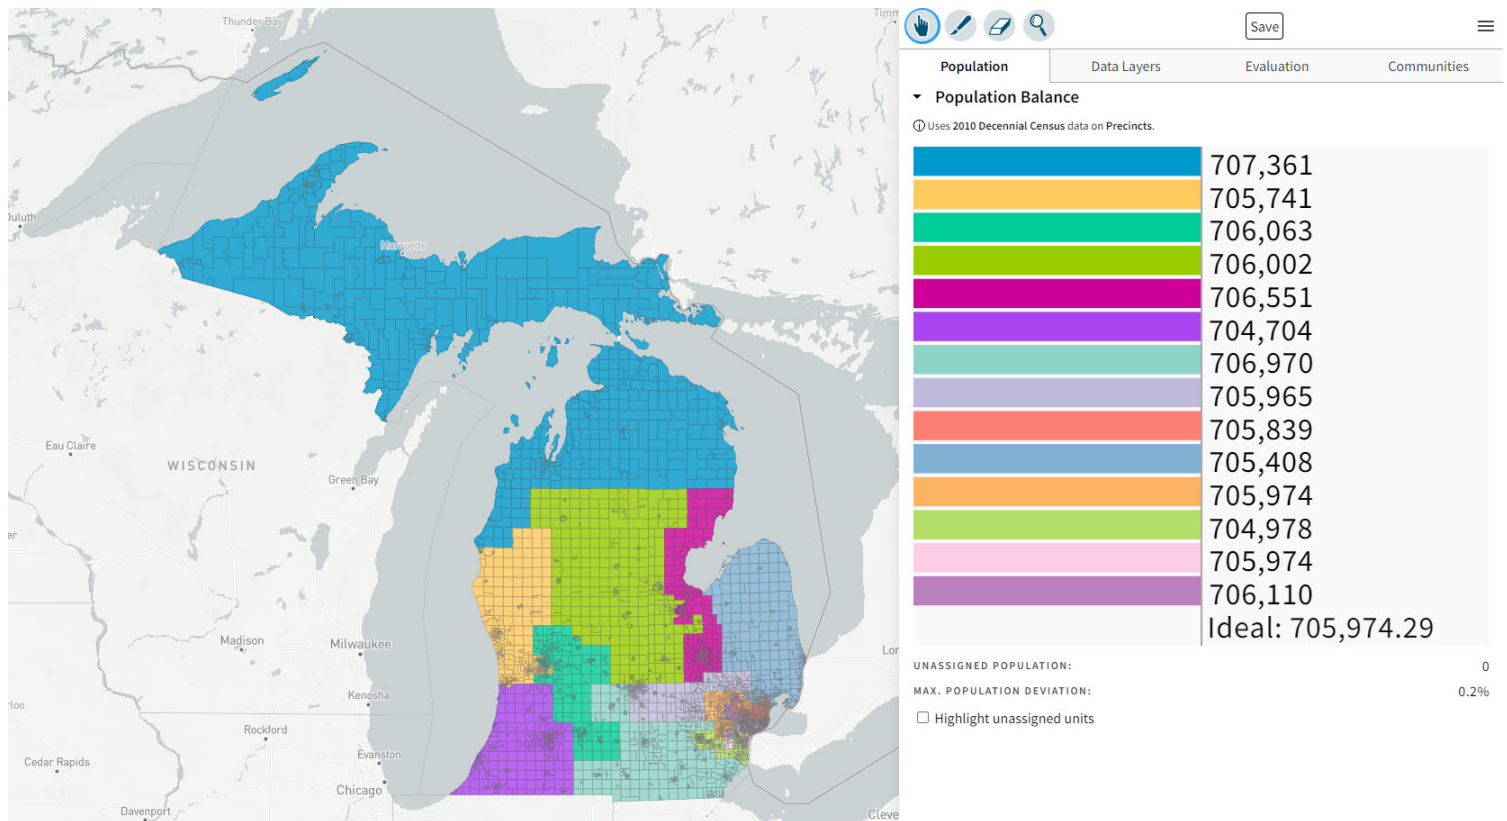 Thunder Bay
Timm
Duluth
Marquette
Eau Claire
WISCONSIN
Green Bay
er
Madison
Milwaukee
Lor
Kenosha
loo
Rockford
Evanston
Cedar Rapids
Chicago
Davenport
Cleve
Save
Population
Data Layers
Evaluation
Communities
Population Balance
Uses 2010 Decennial Census data on Precincts.
707,361
705,741
706,063
706,002
706,551
704,704
706,970
705,965
705,839
705,408
705,974
704,978
705,974
706,110
Ideal: 705,974.29
UNASSIGNED POPULATION: 0
MAX. POPULATION DEVIATION: 0.2%
Highlight unassigned units